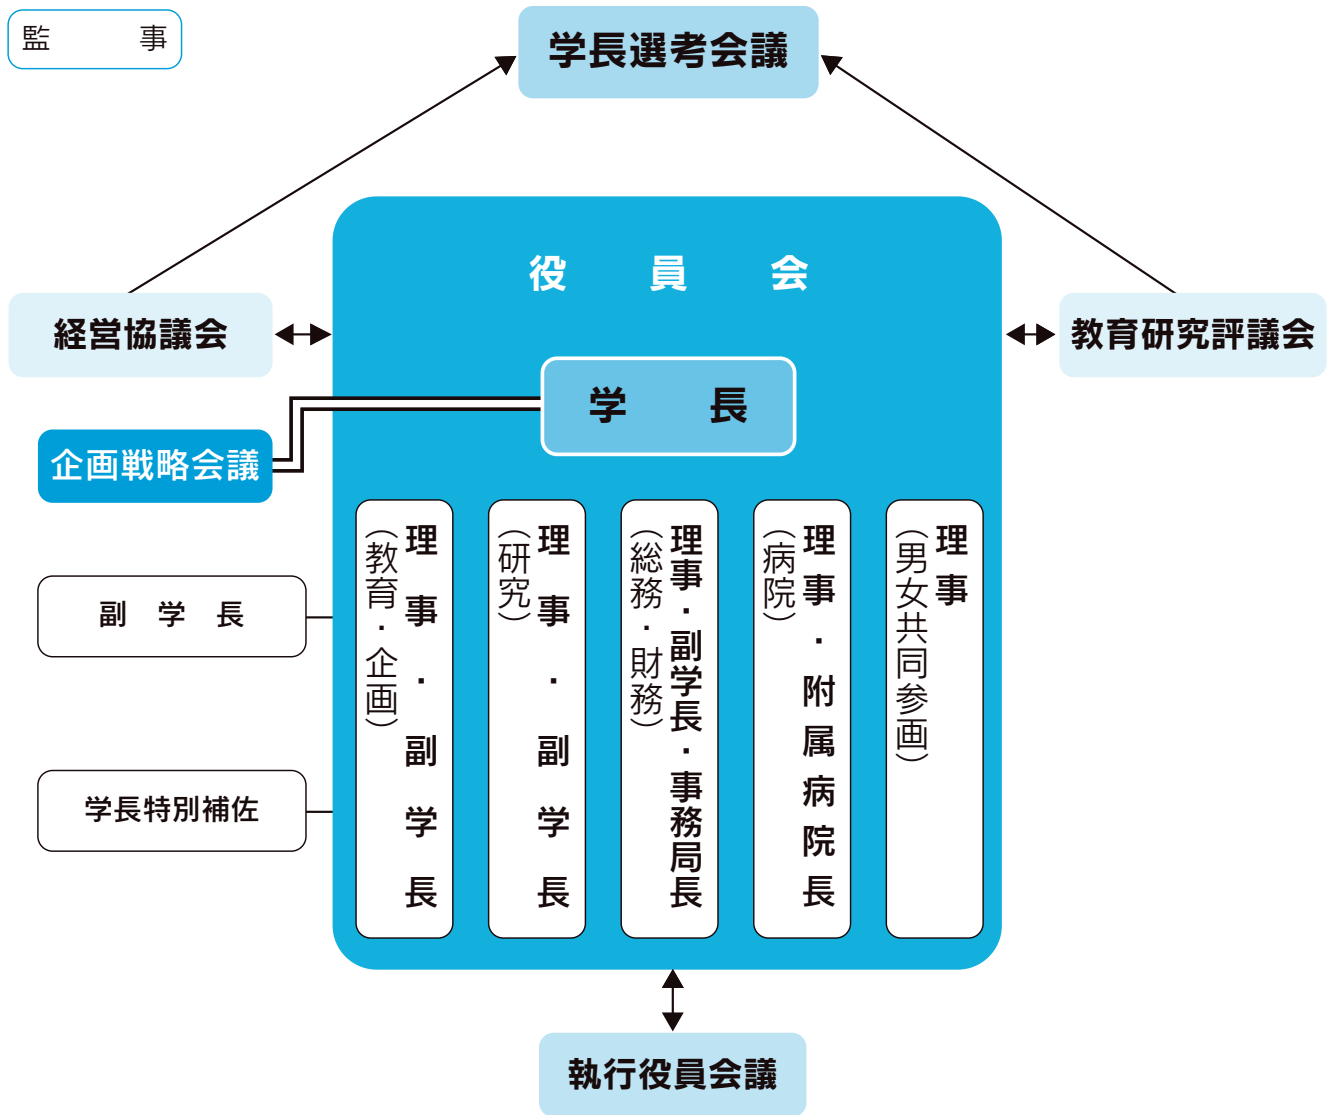 監　事
学長選考会議
役　員　会
経営協議会
教育研究評議会
学　長
企画戦略会議
副　学　長
学長特別補佐
理事・副学長
（教育・企画）
理事・副学長
（研究）
理事・副学長・事務局長
（総務・財務）
理事・附属病院長
（病院）
理事
（男女共同参画）
執行役員会議